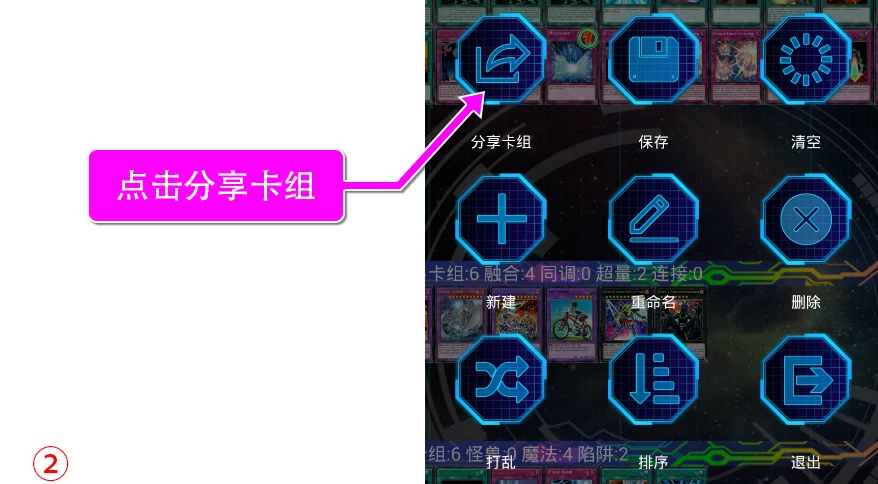 分享卡组
保存
清空
点击分享卡组
卡组:6 融合:4 同调:0 超量:2 连接:0
新建
重命名
删除
组:6 怪兽:0 魔法:4 陷阱:2
打乱
排序
退出
②